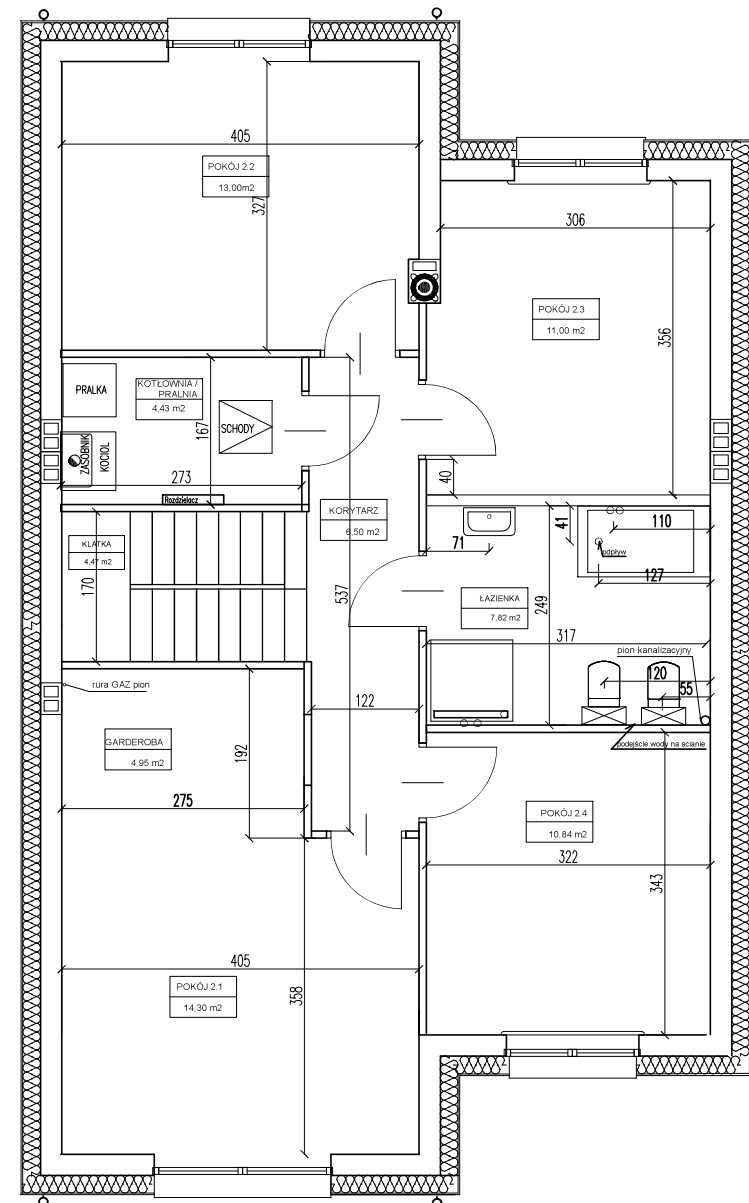 405
POKÓJ 2.2
13,00m2
327
306
POKÓJ 2.3
11,00 m2
356
PRALKA
KOTŁOWNIA /
PRALNIA
4,43 m2
167
SCHODY
ZASOBNIK
KOCIOL
273
Rozdzielacz
40
KORYTARZ
6,50 m2
KLATKA
4,47 m2
170
537
71
41
110
odpływ
127
ŁAZIENKA
7,82 m2
249
317
pion kanalizacyjny
120
55
rura GAZ pion
122
GARDEROBA
4,95 m2
192
275
podejście wody na scianie
POKÓJ 2.4
10,84 m2
322
343
405
POKÓJ 2.1
14,30 m2
358